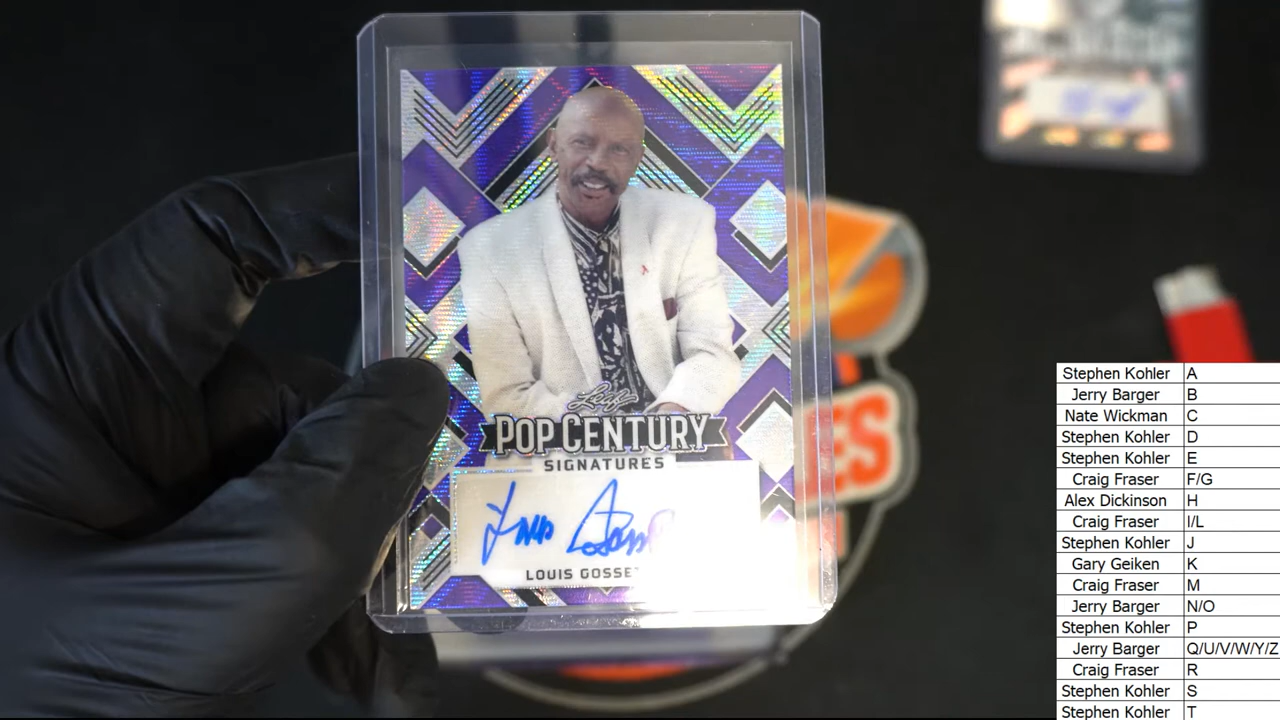 Leaf
POP CENTURY
SIGNATURES
LOUIS GOSSET
ES
Stephen Kohler A
Jerry Barger B
Nate Wickman C
Stephen Kohler D
Stephen Kohler E
Craig Fraser F/G
Alex Dickinson H
Craig Fraser I/L
Stephen Kohler J
Gary Geiken K
Craig Fraser M
Jerry Barger N/O
Stephen Kohler P
Jerry Barger Q/U/V/W/Y/Z
Craig Fraser R
Stephen Kohler S
Stephen Kohler T